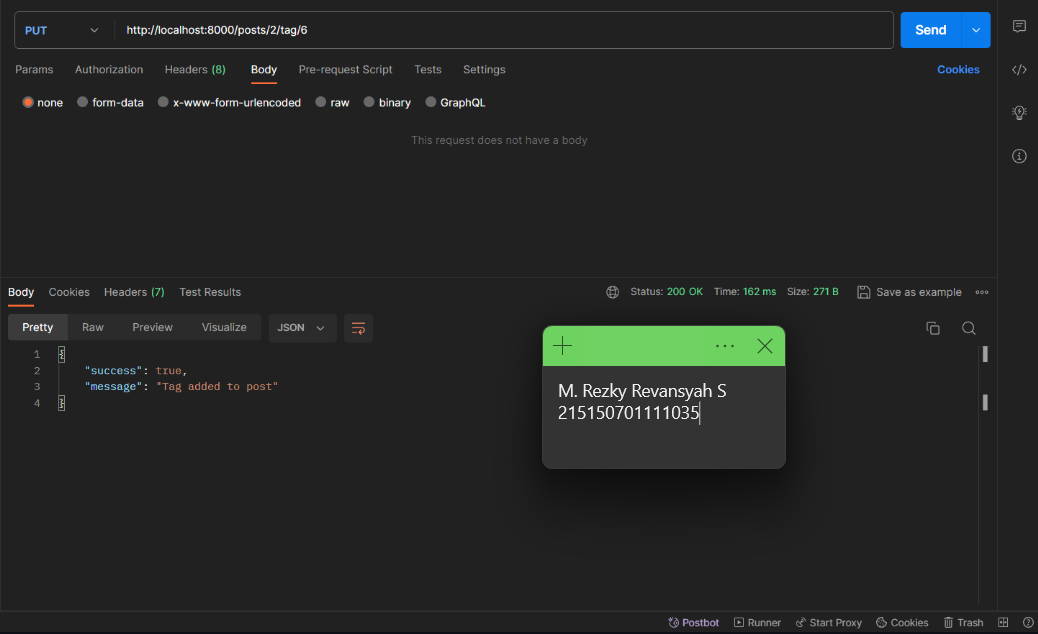 PUT http://localhost:8000/posts/2/tag/6 Send
Params Authorization Headers (8) Body Pre-request Script Tests Settings Cookies
none form-data x-www-form-urlencoded raw binary GraphQL
This request does not have a body
Body Cookies Headers (7) Test Results Status: 200 OK Time: 162 ms Size: 271 B Save as example
Pretty Raw Preview Visualize JSON
1 {
2 "success": true,
3 "message": "Tag added to post"
4 }
M. Rezky Revansyah S
215150701111035
Postbot Runner Start Proxy Cookies Trash